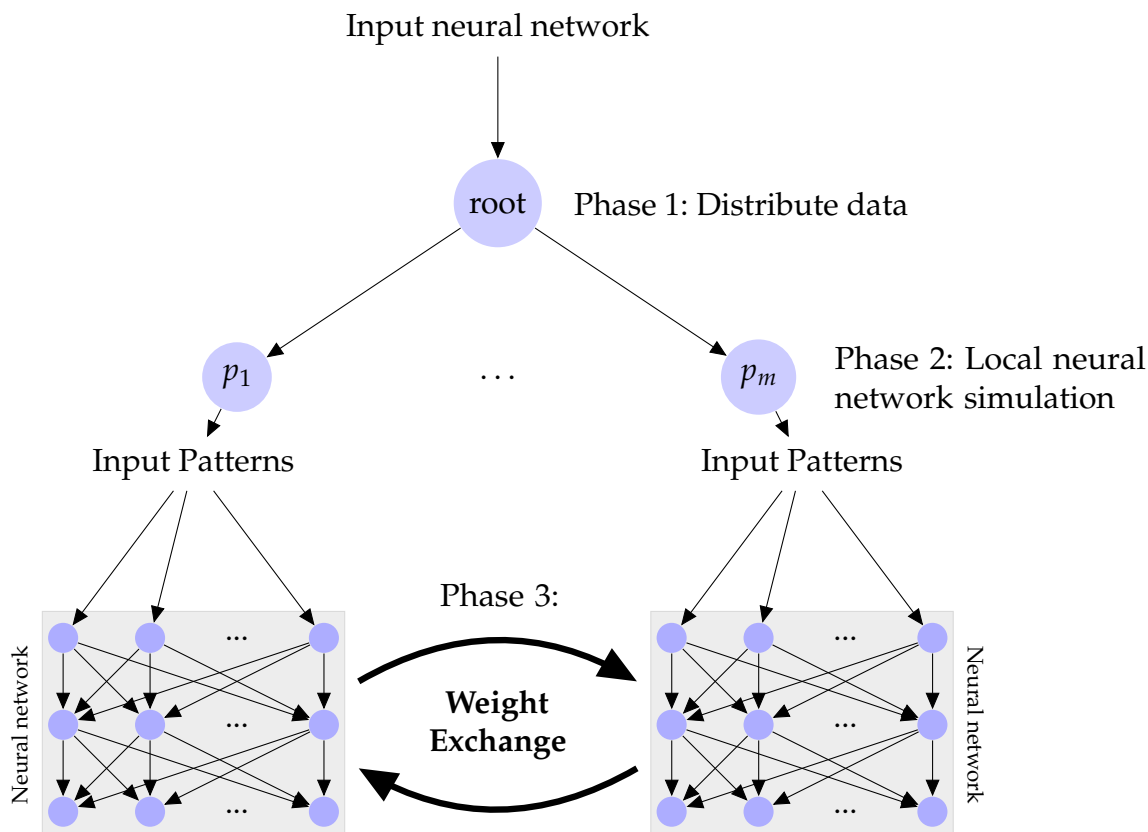 Input neural network
root
Phase 1: Distribute data
p1
...
pm
Phase 2: Local neural
network simulation
Input Patterns
Input Patterns
Phase 3:
Neural network
...
...
...
Weight
Exchange
...
...
...
Neural network